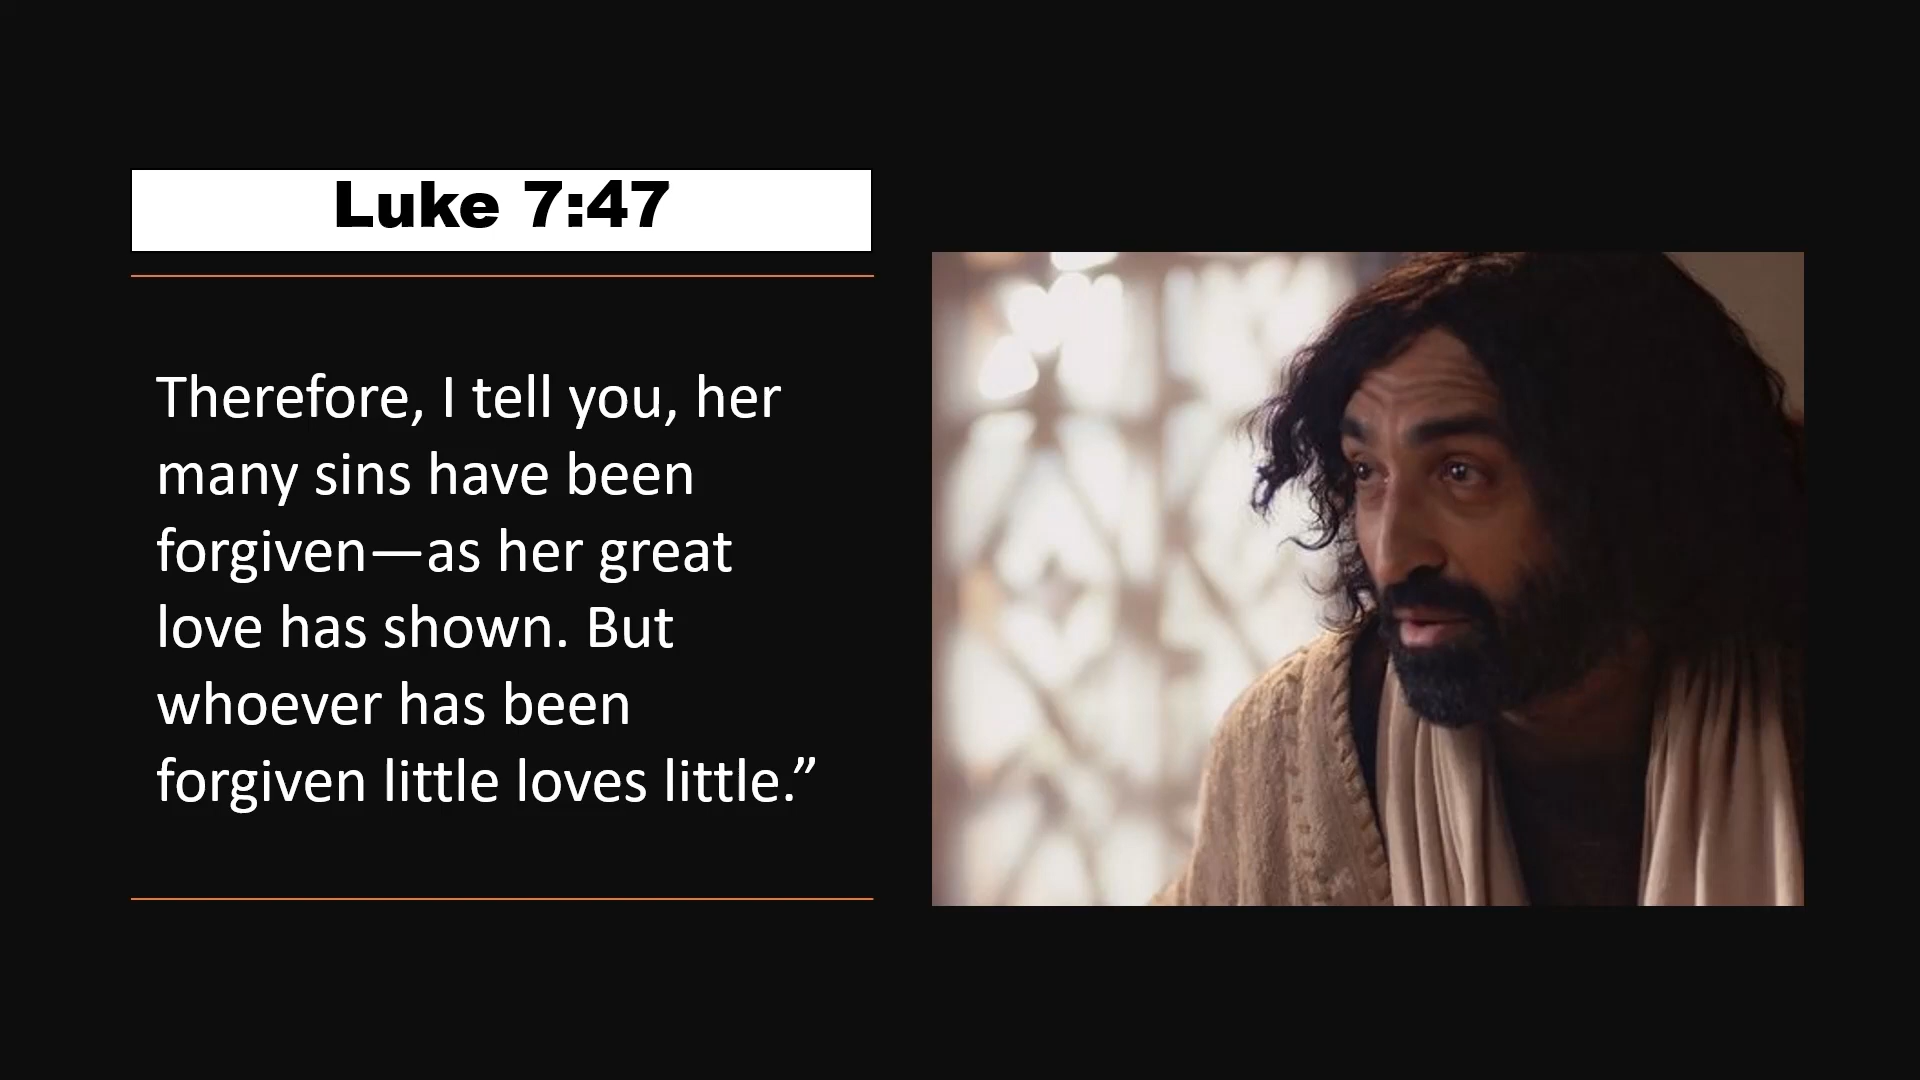 Luke 7:47
Therefore, I tell you, her
many sins have been
forgiven—as her great
love has shown. But
whoever has been
forgiven little loves little.”